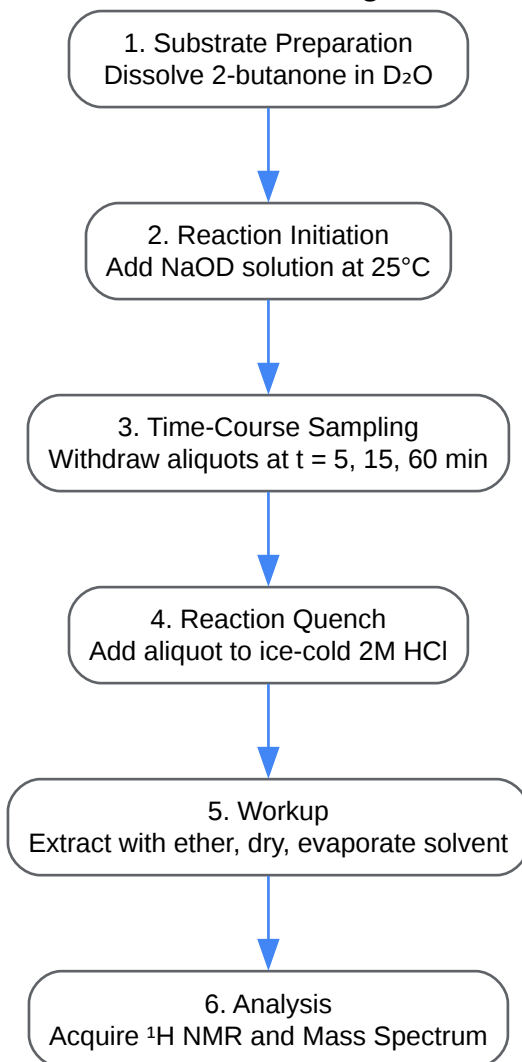 1. Substrate Preparation
Dissolve 2-butanone in D₂O
2. Reaction Initiation
Add NaOD solution at 25°C
3. Time-Course Sampling
Withdraw aliquots at t = 5, 15, 60 min
4. Reaction Quench
Add aliquot to ice-cold 2M HCl
5. Workup
Extract with ether, dry, evaporate solvent
6. Analysis
Acquire ¹H NMR and Mass Spectrum